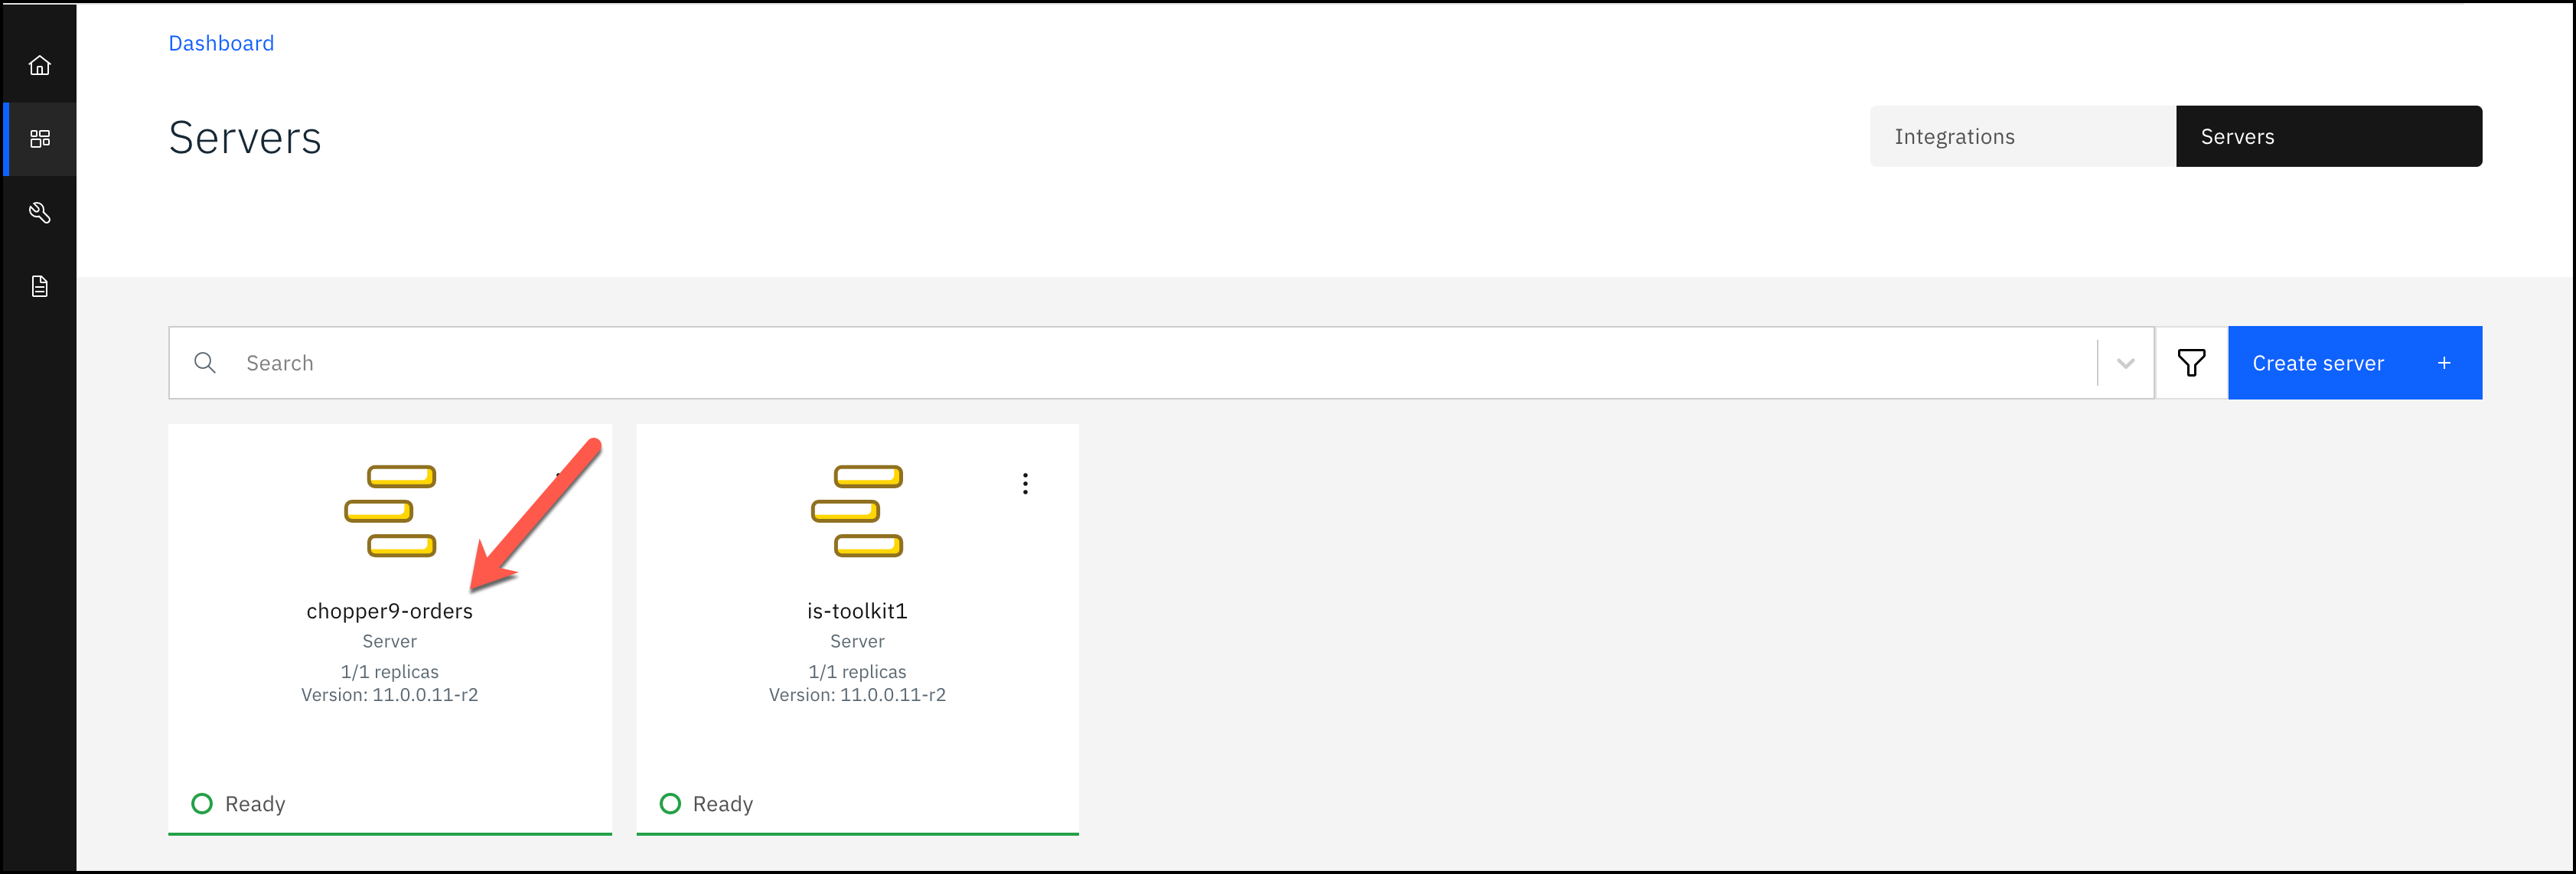 Dashboard
Servers
Integrations
Servers
Search
Create server +
chopper9-orders
Server
1/1 replicas
Version: 11.0.0.11-r2
Ready
is-toolkit1
Server
1/1 replicas
Version: 11.0.0.11-r2
Ready